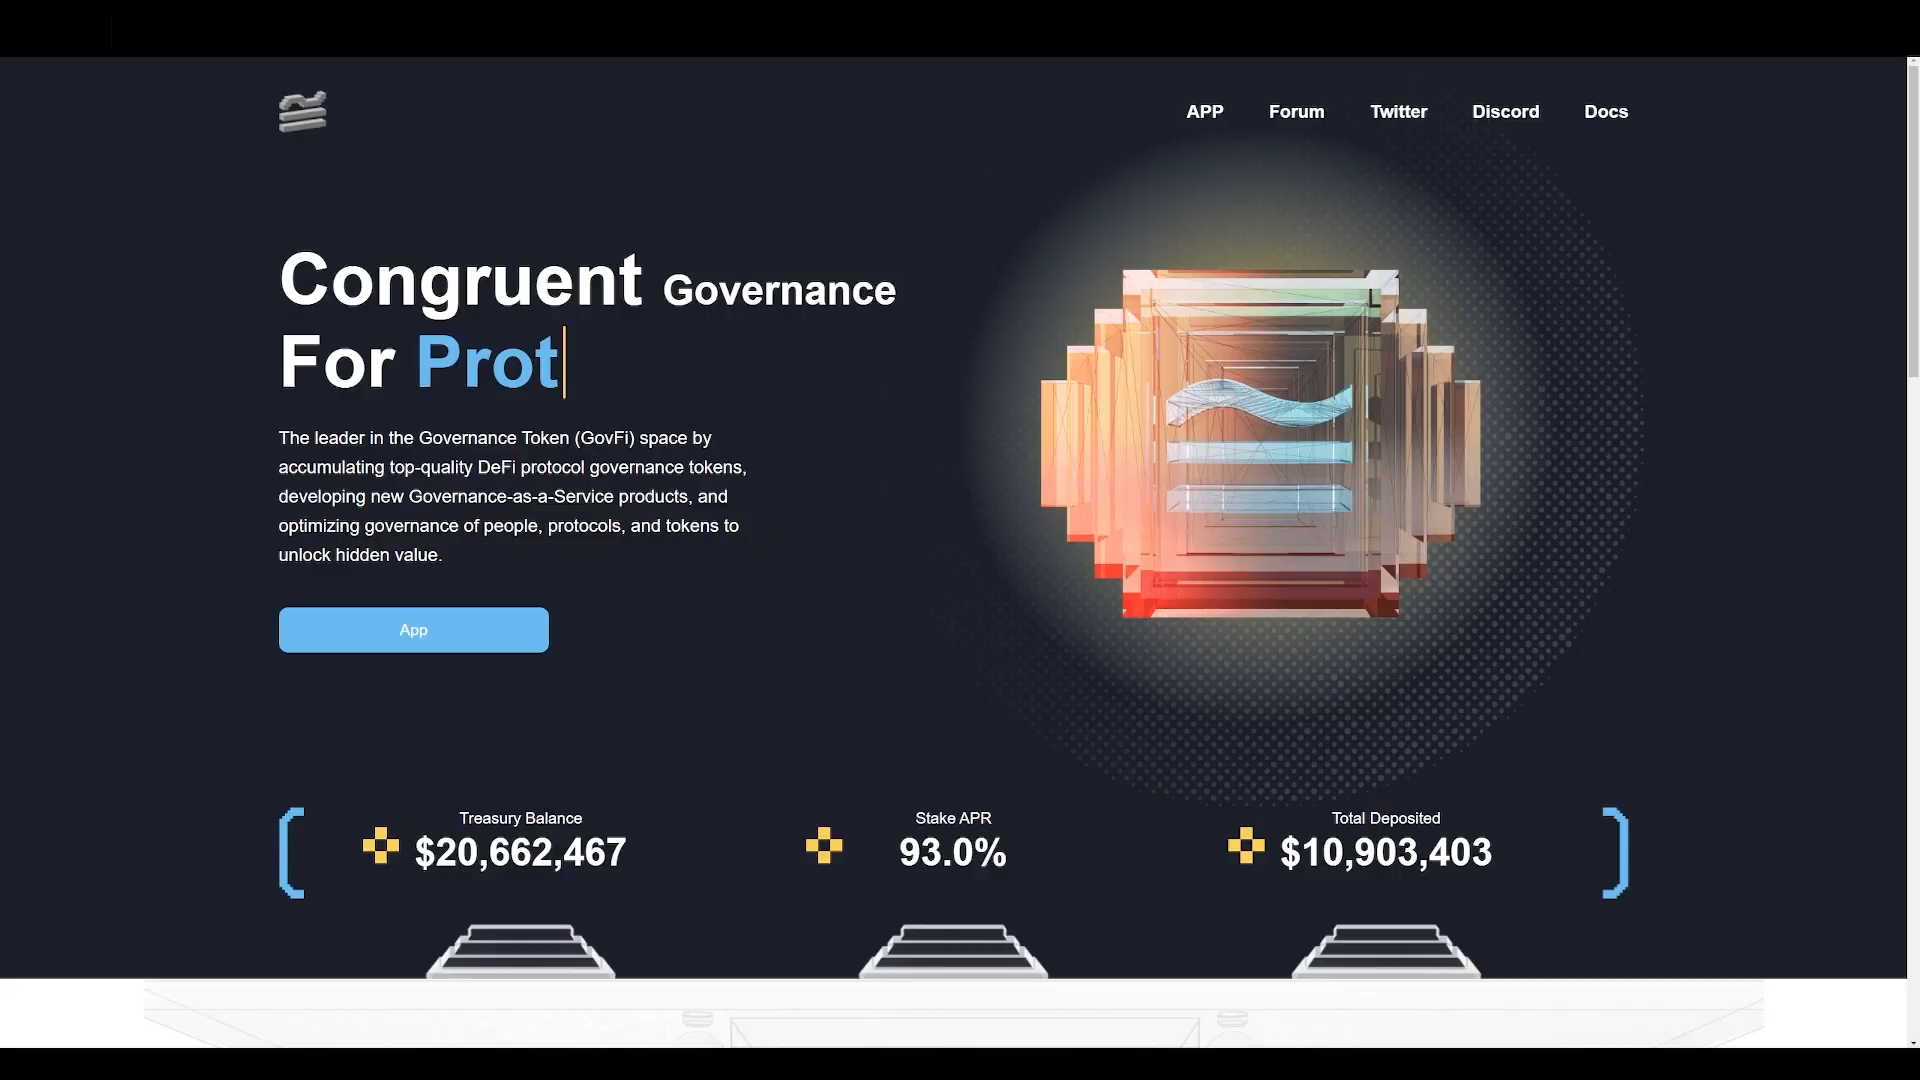 APP Forum Twitter Discord Docs
Congruent Governance
For Prot
The leader in the Governance Token (GovFi) space by
accumulating top-quality DeFi protocol governance tokens,
developing new Governance-as-a-Service products, and
optimizing governance of people, protocols, and tokens to
unlock hidden value.
App
Treasury Balance
$20,662,467
Stake APR
93.0%
Total Deposited
$10,903,403